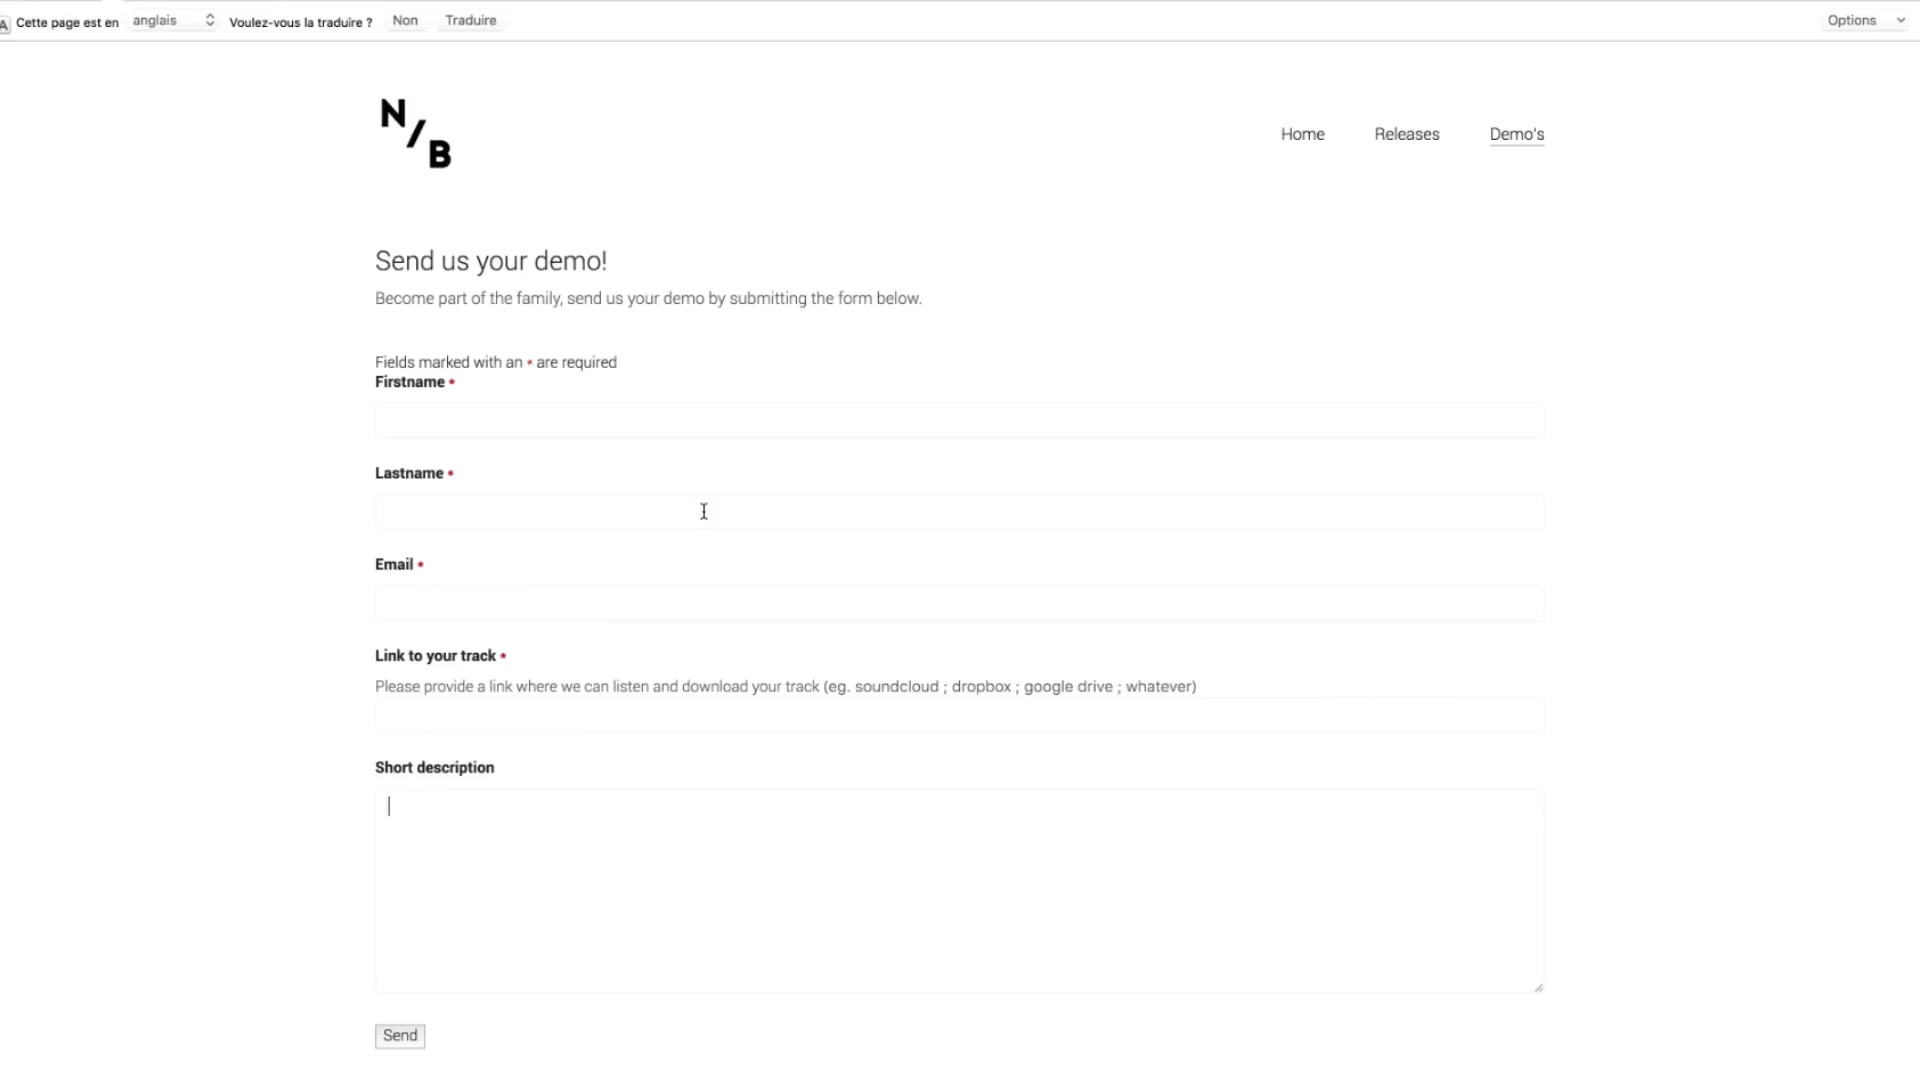 A Cette page est en anglais Voulez-vous la traduire ? Non Traduire Options
N/B
Home Releases Demo's
Send us your demo!
Become part of the family, send us your demo by submitting the form below.
Fields marked with an * are required
Firstname *
Lastname *
Email *
Link to your track *
Please provide a link where we can listen and download your track (eg. soundcloud ; dropbox ; google drive ; whatever)
Short description
Send